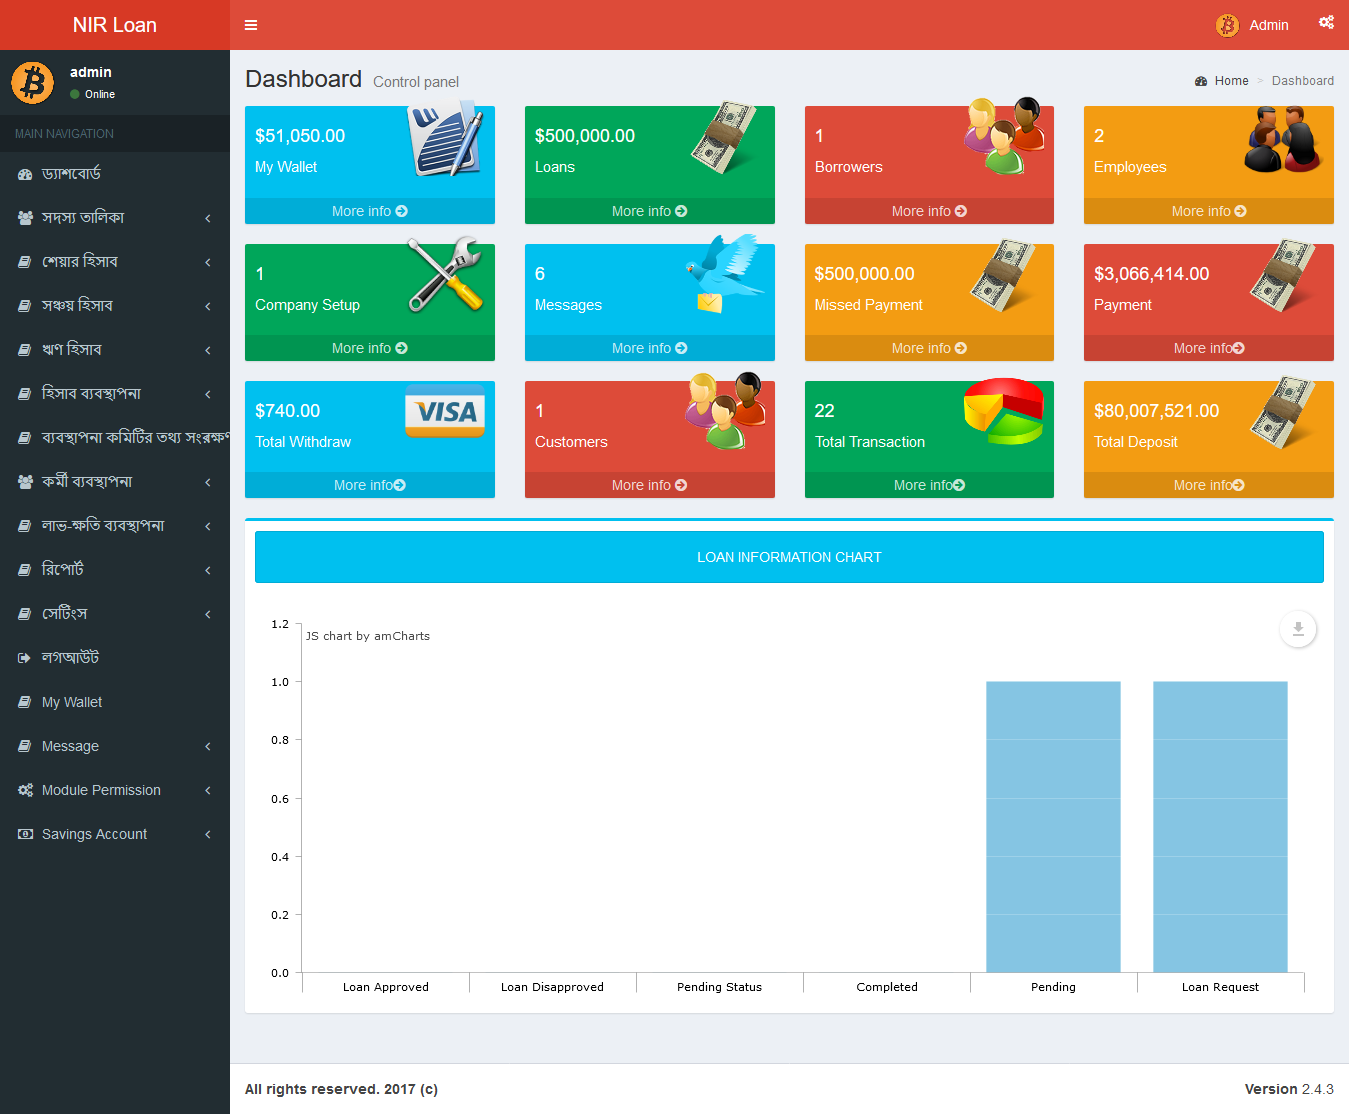 NIR Loan
Admin
admin
Online
MAIN NAVIGATION
ড্যাশবোর্ড
সদস্য তালিকা
শেয়ার হিসাব
সঞ্চয় হিসাব
ঋণ হিসাব
হিসাব ব্যবস্থাপনা
ব্যবস্থাপনা কমিটির তথ্য সংরক্ষণ
কর্মী ব্যবস্থাপনা
লাভ-ক্ষতি ব্যবস্থাপনা
রিপোর্ট
সেটিংস
লগআউট
My Wallet
Message
Module Permission
Savings Account
Dashboard Control panel
Home > Dashboard
$51,050.00
My Wallet
More info
$500,000.00
Loans
More info
1
Borrowers
More info
2
Employees
More info
1
Company Setup
More info
6
Messages
More info
$500,000.00
Missed Payment
More info
$3,066,414.00
Payment
More info
$740.00
Total Withdraw
VISA
More info
1
Customers
More info
22
Total Transaction
More info
$80,007,521.00
Total Deposit
More info
LOAN INFORMATION CHART
JS chart by amCharts
1.2
1.0
0.8
0.6
0.4
0.2
0.0
Loan Approved
Loan Disapproved
Pending Status
Completed
Pending
Loan Request
All rights reserved. 2017 (c)
Version 2.4.3